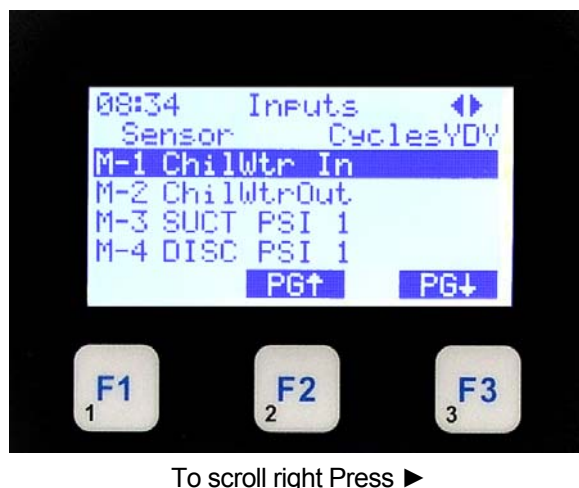 08:34 Inputs ◀▶
Sensor CyclesYDY
M-1 ChilWtr In
M-2 ChilWtrOut
M-3 SUCT PSI 1
M-4 DISC PSI 1
PG↑ PG↓
F1 F2 F3
1 2 3
To scroll right Press ►